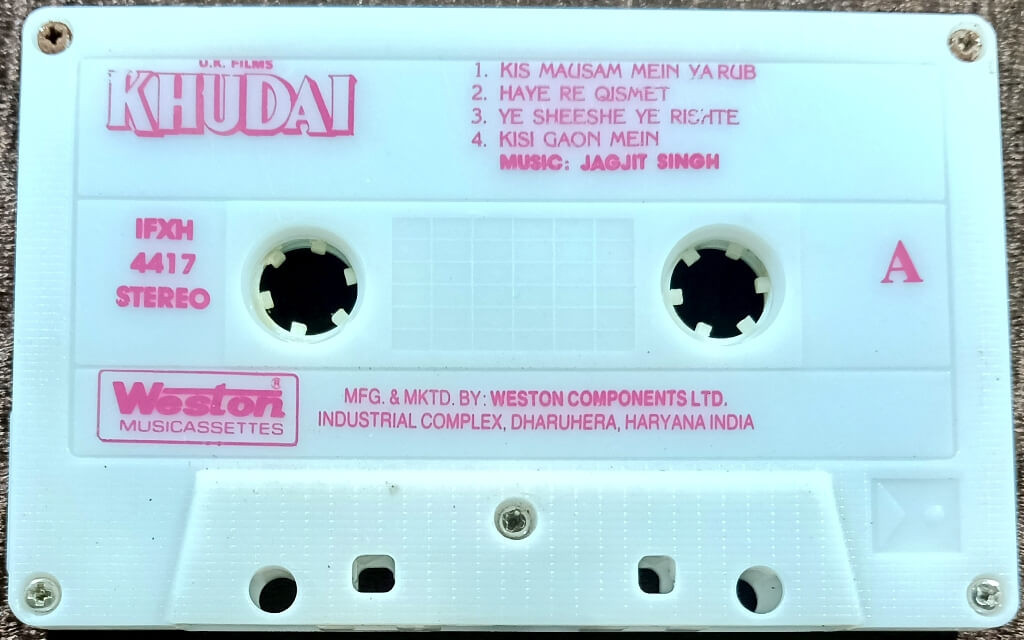 U.K. FILMS
KHUDAI
1. KIS MAUSAM MEIN YA RUB
2. HAYE RE QISMET
3. YE SHEESHE YE RISHTE
4. KISI GAON MEIN
MUSIC: JAGJIT SINGH
IFXH
4417
STEREO
A
Weston®
MUSICASSETTES
MFG. & MKTD. BY: WESTON COMPONENTS LTD.
INDUSTRIAL COMPLEX, DHARUHERA, HARYANA INDIA